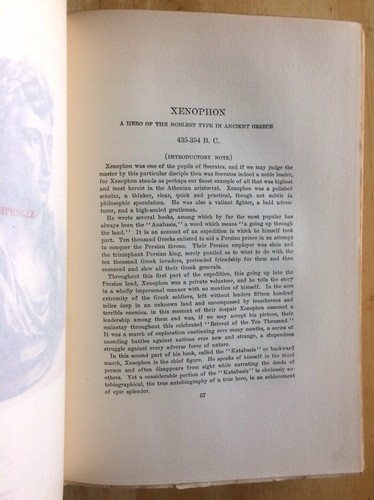 XENOPHON
A HERO OF THE NOBLEST TYPE IN ANCIENT GREECE
435-354 B. C.
(INTRODUCTORY NOTE)
Xenophon was one of the pupils of Socrates, and if we may judge the
master by this particular disciple then was Socrates indeed a noble leader,
for Xenophon stands as perhaps our finest example of all that was highest
and most heroic in the Athenian aristocrat. Xenophon was a polished
scholar, a thinker, clear, quick and practical, though not subtle in
philosophic speculation. He was also a valiant fighter, a bold adven-
turer, and a high-souled gentleman.
He wrote several books, among which by far the most popular has
always been the "Anabasis," a word which means "a going up through
the land." It is an account of an expedition in which he himself took
part. Ten thousand Greeks enlisted to aid a Persian prince in an attempt
to conquer the Persian throne. Their Persian employer was slain and
the triumphant Persian king, sorely puzzled as to what to do with the
ten thousand Greek invaders, pretended friendship for them and then
ensnared and slew all their Greek generals.
Throughout this first part of the expedition, this going up into the
Persian land, Xenophon was a private volunteer, and he tells the story
in a wholly impersonal manner with no mention of himself. In the sore
extremity of the Greek soldiers, left without leaders fifteen hundred
miles deep in an unknown land and encompassed by treacherous and
terrible enemies, in this moment of their despair Xenophon assumed a
leadership among them and was, if we may accept his picture, their
mainstay throughout this celebrated "Retreat of the Ten Thousand."
It was a march of exploration continuing over many months, a series of
unending battles against nations ever new and strange, a stupendous
struggle against every adverse force of nature.
In this second part of his book, called the "Katabasis" or backward
march, Xenophon is the chief figure. He speaks of himself in the third
person and often disappears from sight while narrating the deeds of
others. Yet a considerable portion of the "Katabasis" is obviously au-
tobiographical, the true autobiography of a true hero, in an achievement
of epic splendor.
57